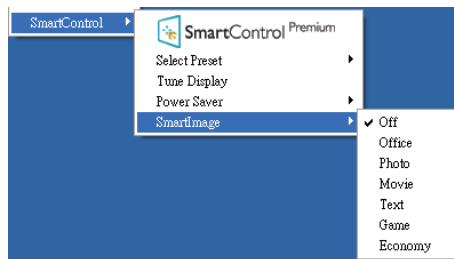 SmartControl
SmartControl Premium
Select Preset
Tune Display
Power Saver
SmartImage
Off
Office
Photo
Movie
Text
Game
Economy